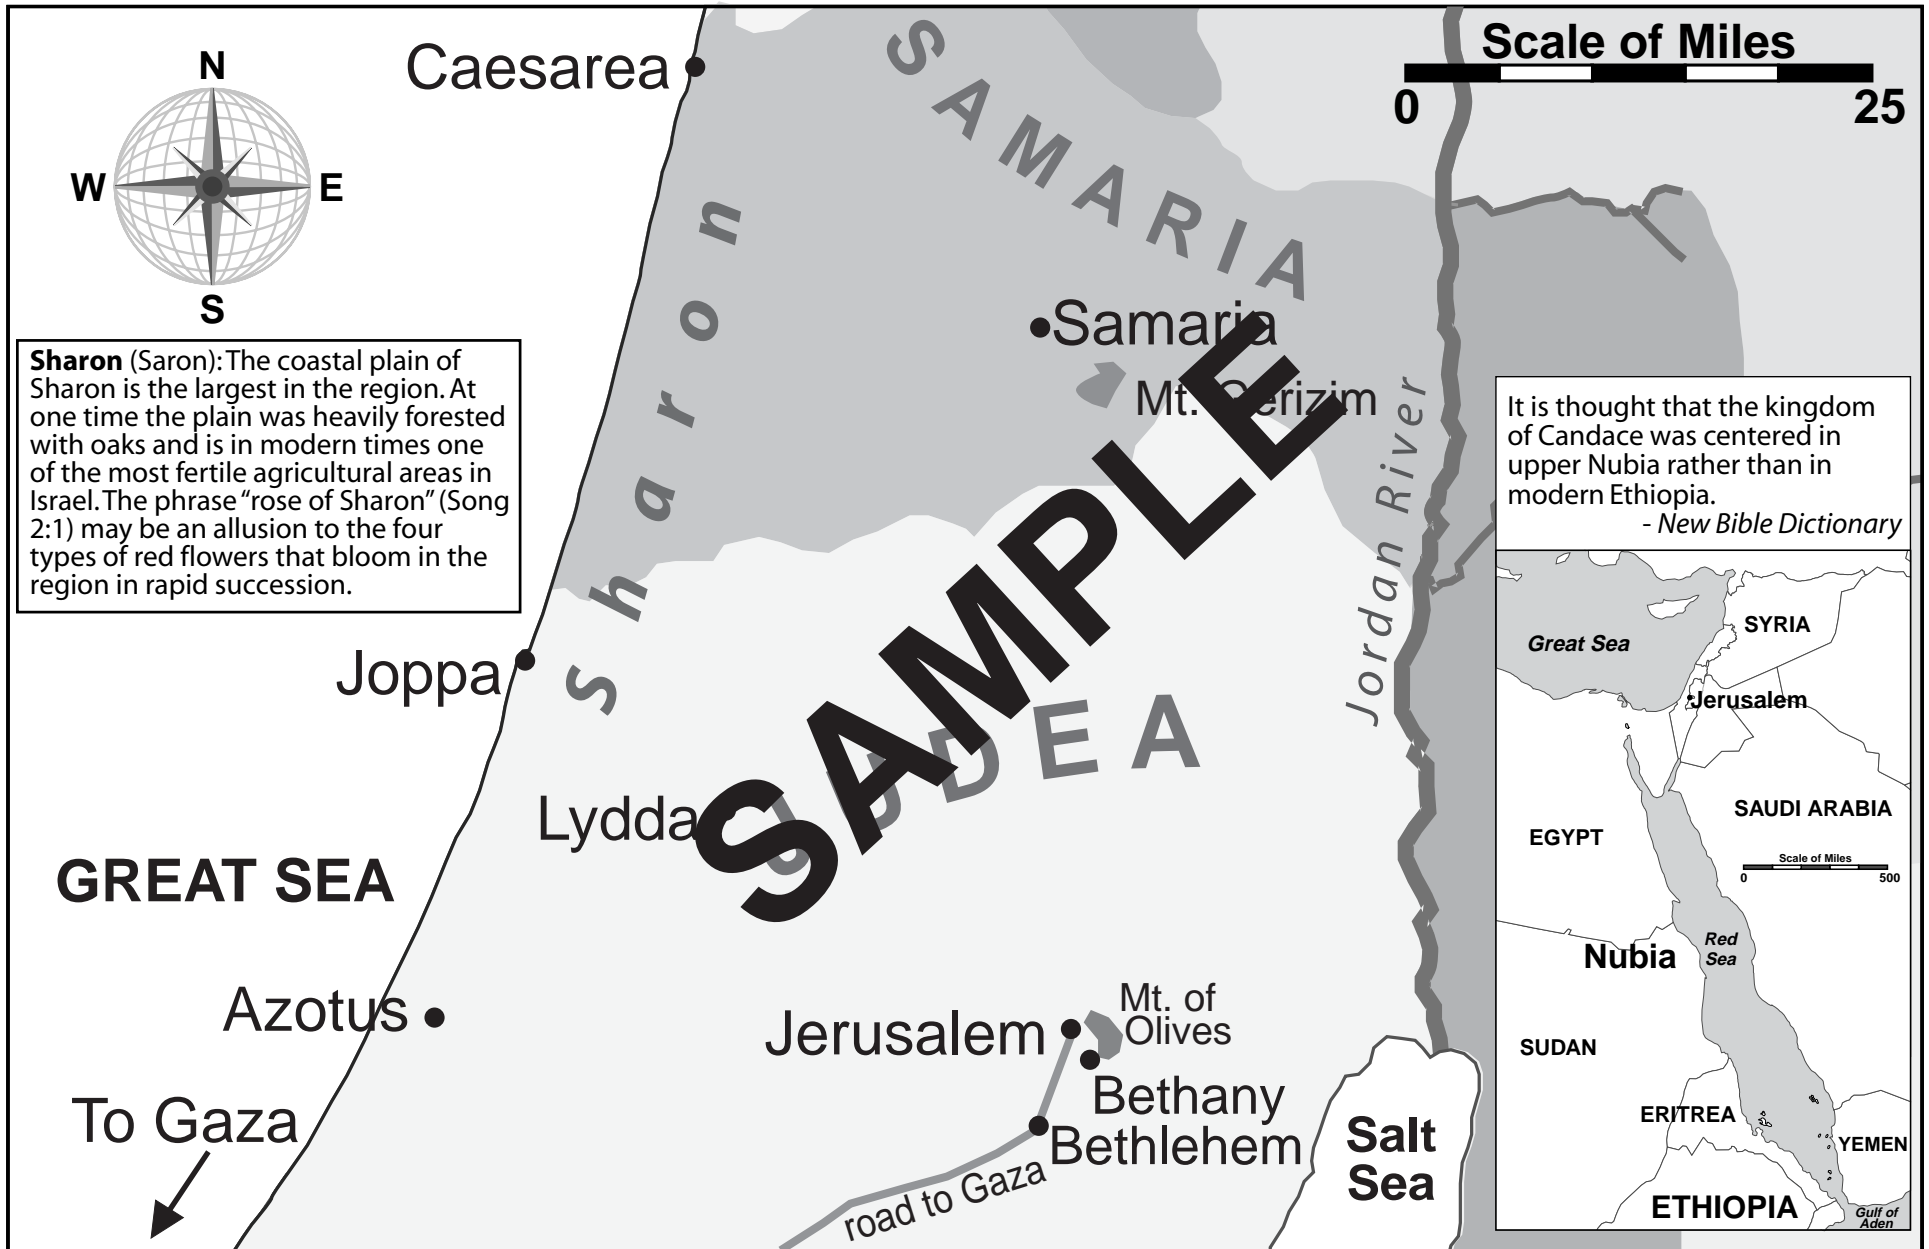 Caesarea
SAMARIA
Scale of Miles
0 25
N
W E
S
Sharon
Samaria
Mt. Gerizim
Sharon (Saron): The coastal plain of
Sharon is the largest in the region. At
one time the plain was heavily forested
with oaks and is in modern times one
of the most fertile agricultural areas in
Israel. The phrase “rose of Sharon” (Song
2:1) may be an allusion to the four
types of red flowers that bloom in the
region in rapid succession.
Jordan River
It is thought that the kingdom
of Candace was centered in
upper Nubia rather than in
modern Ethiopia.
- New Bible Dictionary
SAMPLE
Joppa
JUDEA
Lydda
GREAT SEA
Azotus
Jerusalem
Mt. of
Olives
Bethany
Bethlehem
To Gaza
road to Gaza
Salt
Sea
Great Sea
SYRIA
Jerusalem
SAUDI ARABIA
EGYPT
Scale of Miles
0 500
Nubia
Red
Sea
SUDAN
ERITREA
YEMEN
ETHIOPIA
Gulf of
Aden